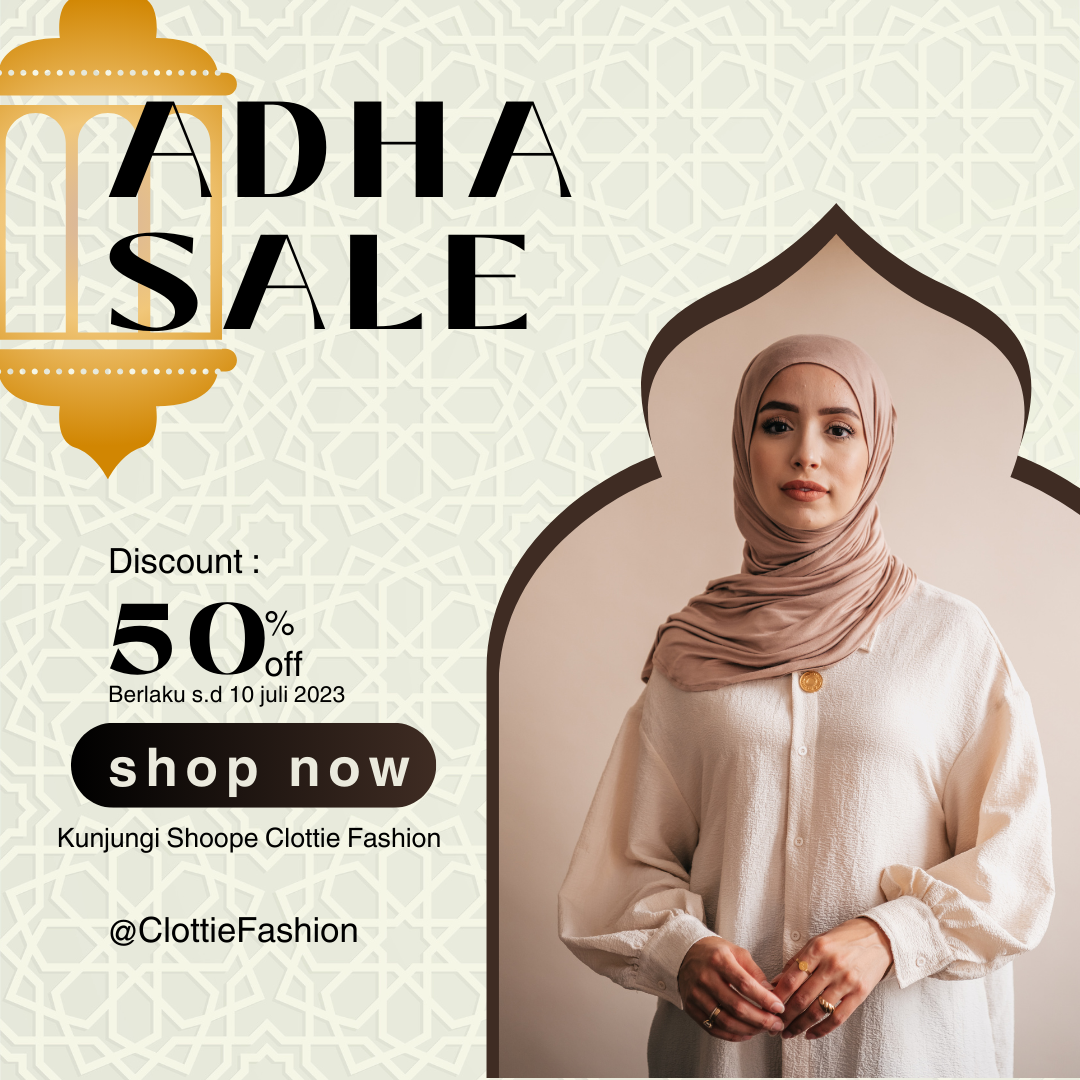 ADHA
SALE
Discount :
50%
off
Berlaku s.d 10 juli 2023
shop now
Kunjungi Shoope Clottie Fashion
@ClottieFashion